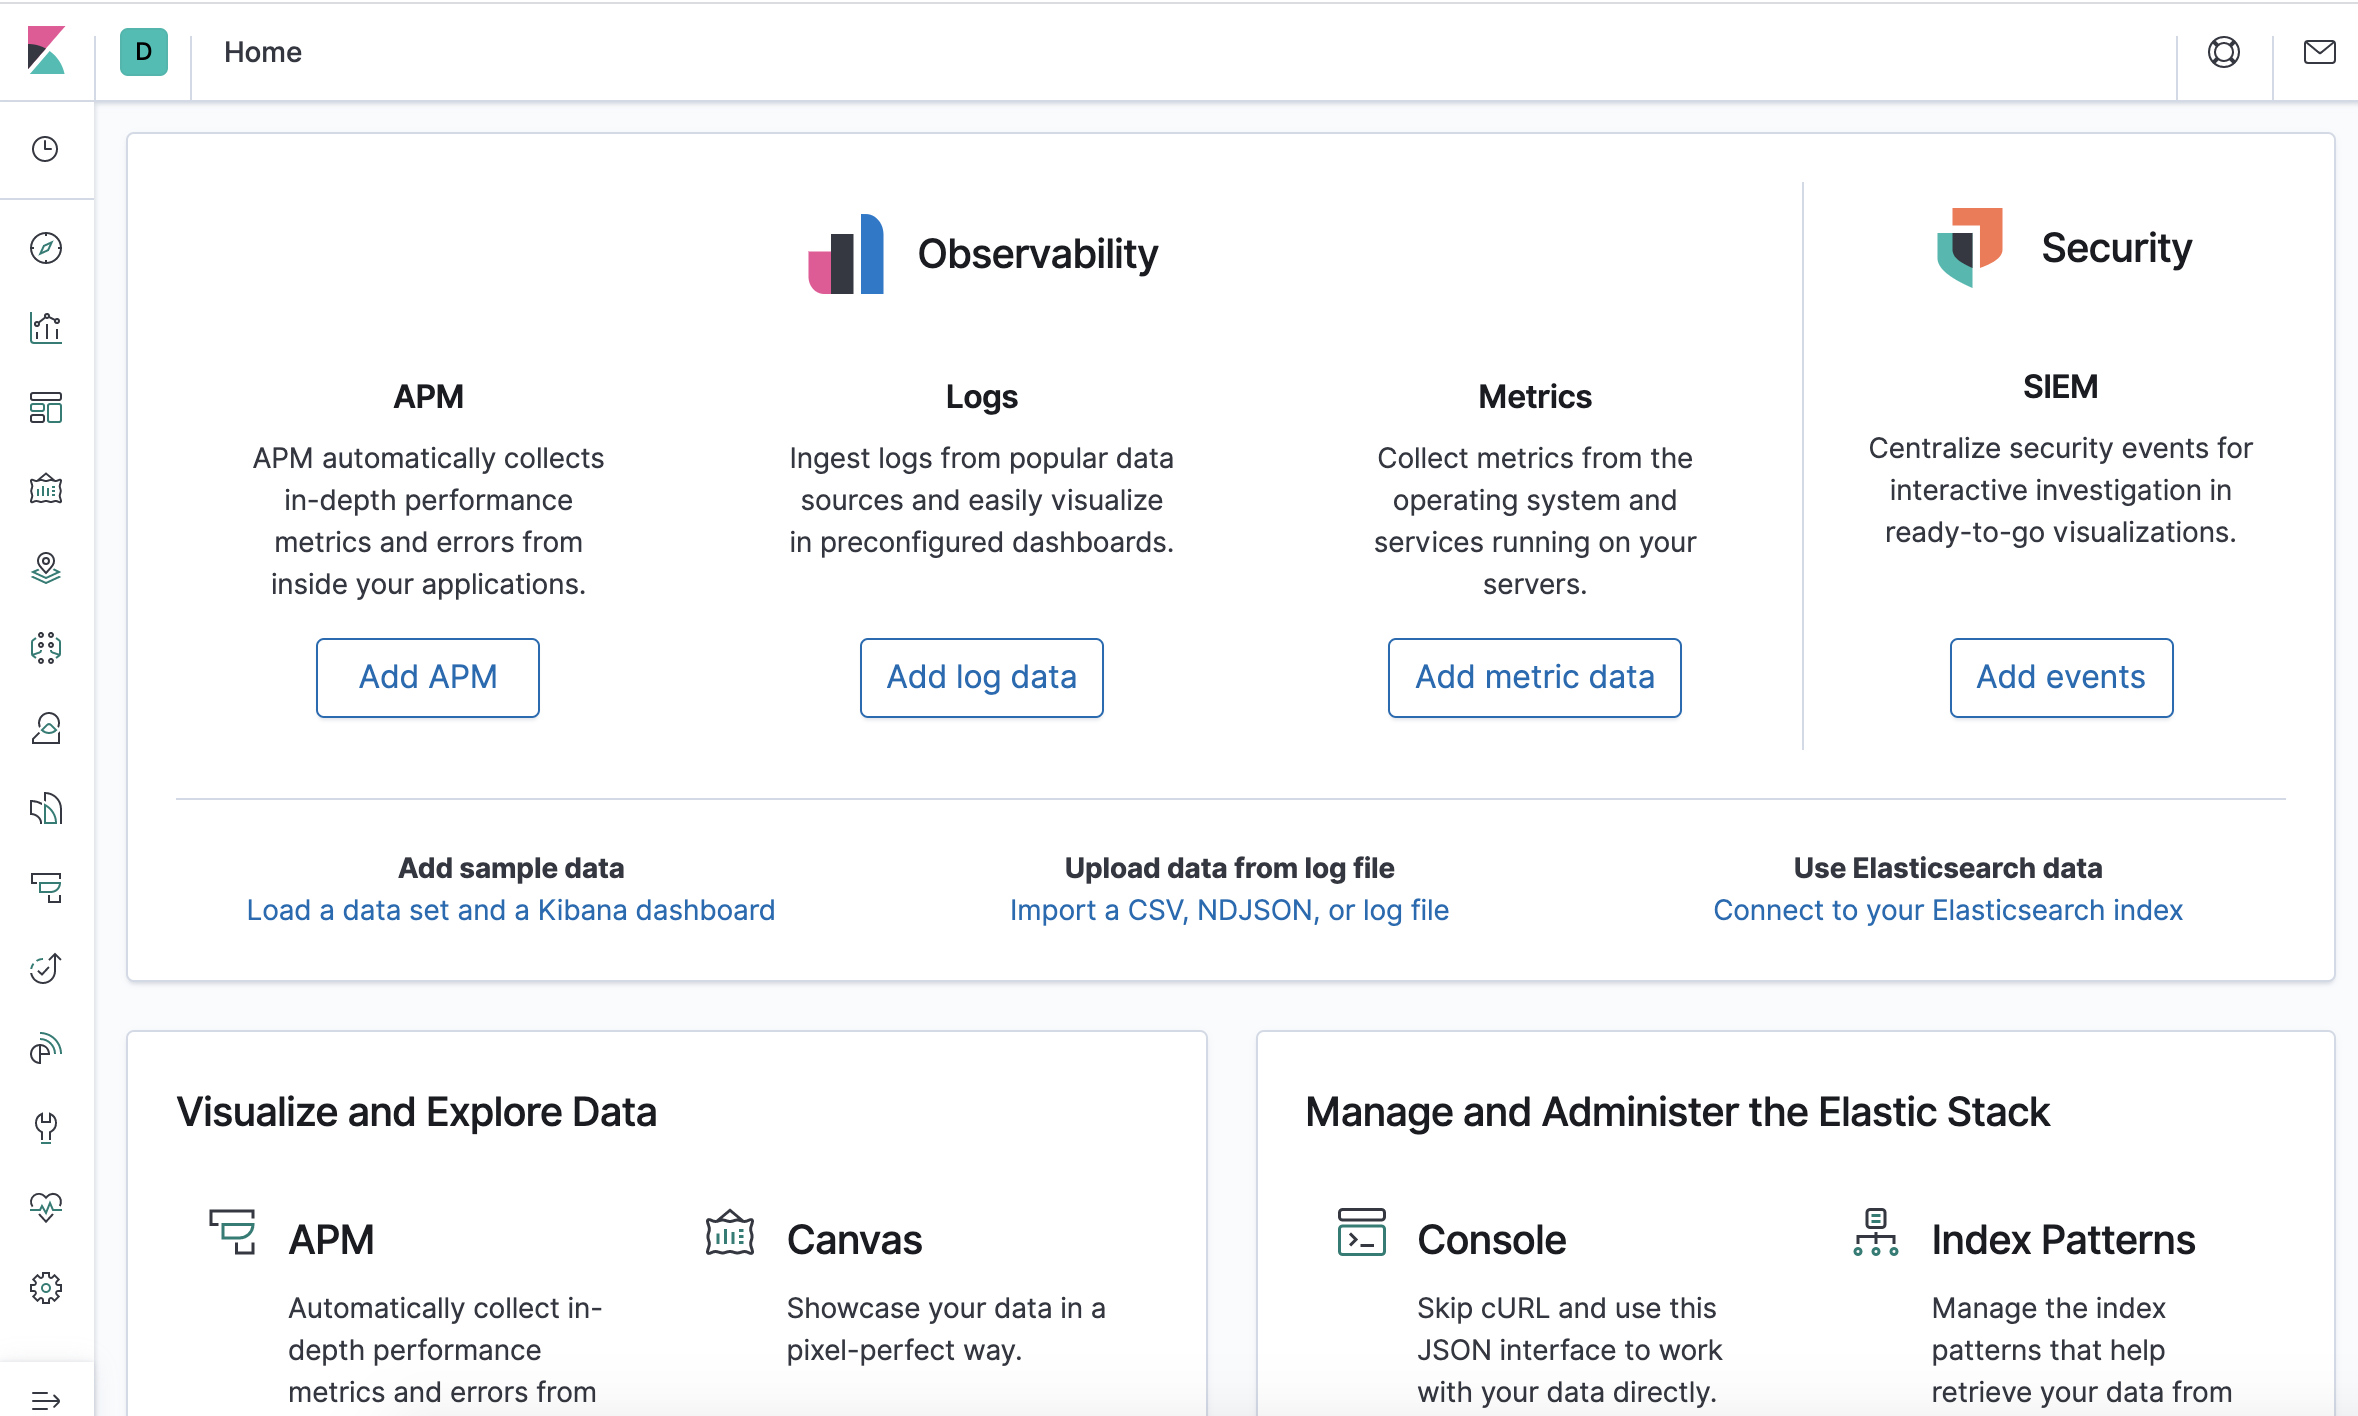 D
Home
Observability
Security
APM
APM automatically collects
in-depth performance
metrics and errors from
inside your applications.
Add APM
Logs
Ingest logs from popular data
sources and easily visualize
in preconfigured dashboards.
Add log data
Metrics
Collect metrics from the
operating system and
services running on your
servers.
Add metric data
SIEM
Centralize security events for
interactive investigation in
ready-to-go visualizations.
Add events
Add sample data
Load a data set and a Kibana dashboard
Upload data from log file
Import a CSV, NDJSON, or log file
Use Elasticsearch data
Connect to your Elasticsearch index
Visualize and Explore Data
APM
Automatically collect in-
depth performance
metrics and errors from
Canvas
Showcase your data in a
pixel-perfect way.
Manage and Administer the Elastic Stack
Console
Skip cURL and use this
JSON interface to work
with your data directly.
Index Patterns
Manage the index
patterns that help
retrieve your data from